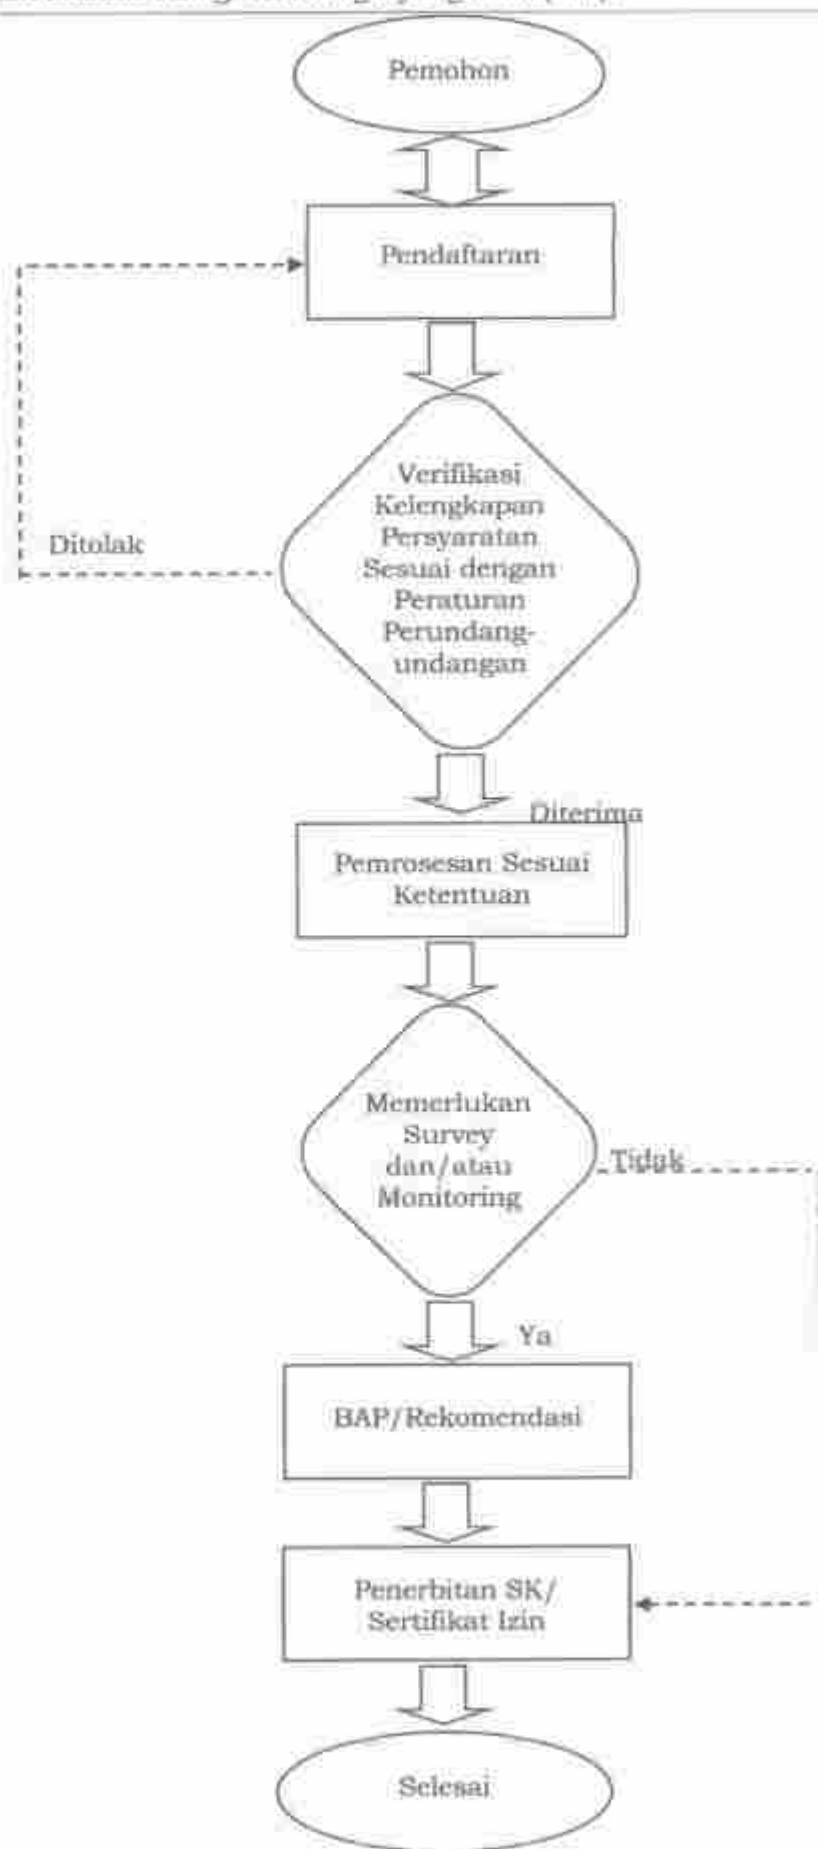 Pemohon
Pendaftaran
Verifikasi
Kelengkapan
Persyaratan
Sesuai dengan
Peraturan
Perundang-
undangan
Ditolak
Diterima
Pemrosesan Sesuai
Ketentuan
Memerlukan
Survey
dan/atau
Monitoring
Tidak
Ya
BAP/Rekomendasi
Penerbitan SK/
Sertifikat Izin
Selesai